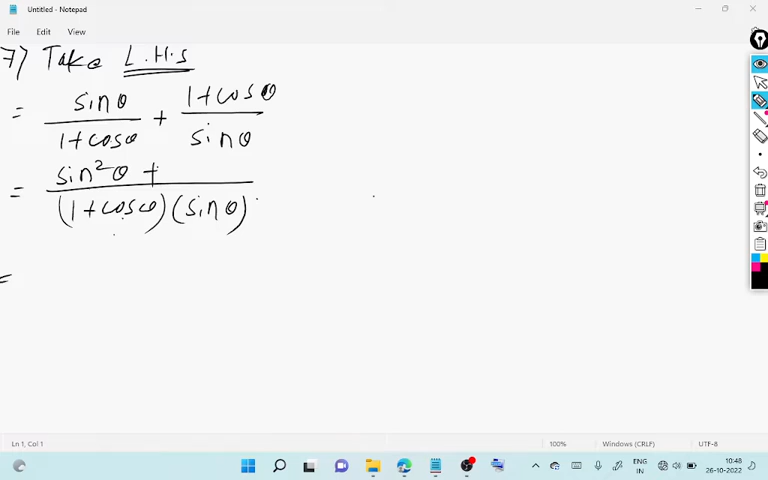 Untitled - Notepad
File Edit View
7) Take L.H.S
= sinθ/1+cosθ + 1+cosθ/sinθ
= sin²θ + /(1+cosθ)(sinθ)
=
Ln 1, Col 1 100% Windows (CRLF) UTF-8
ENG IN 10:48 26-10-2022